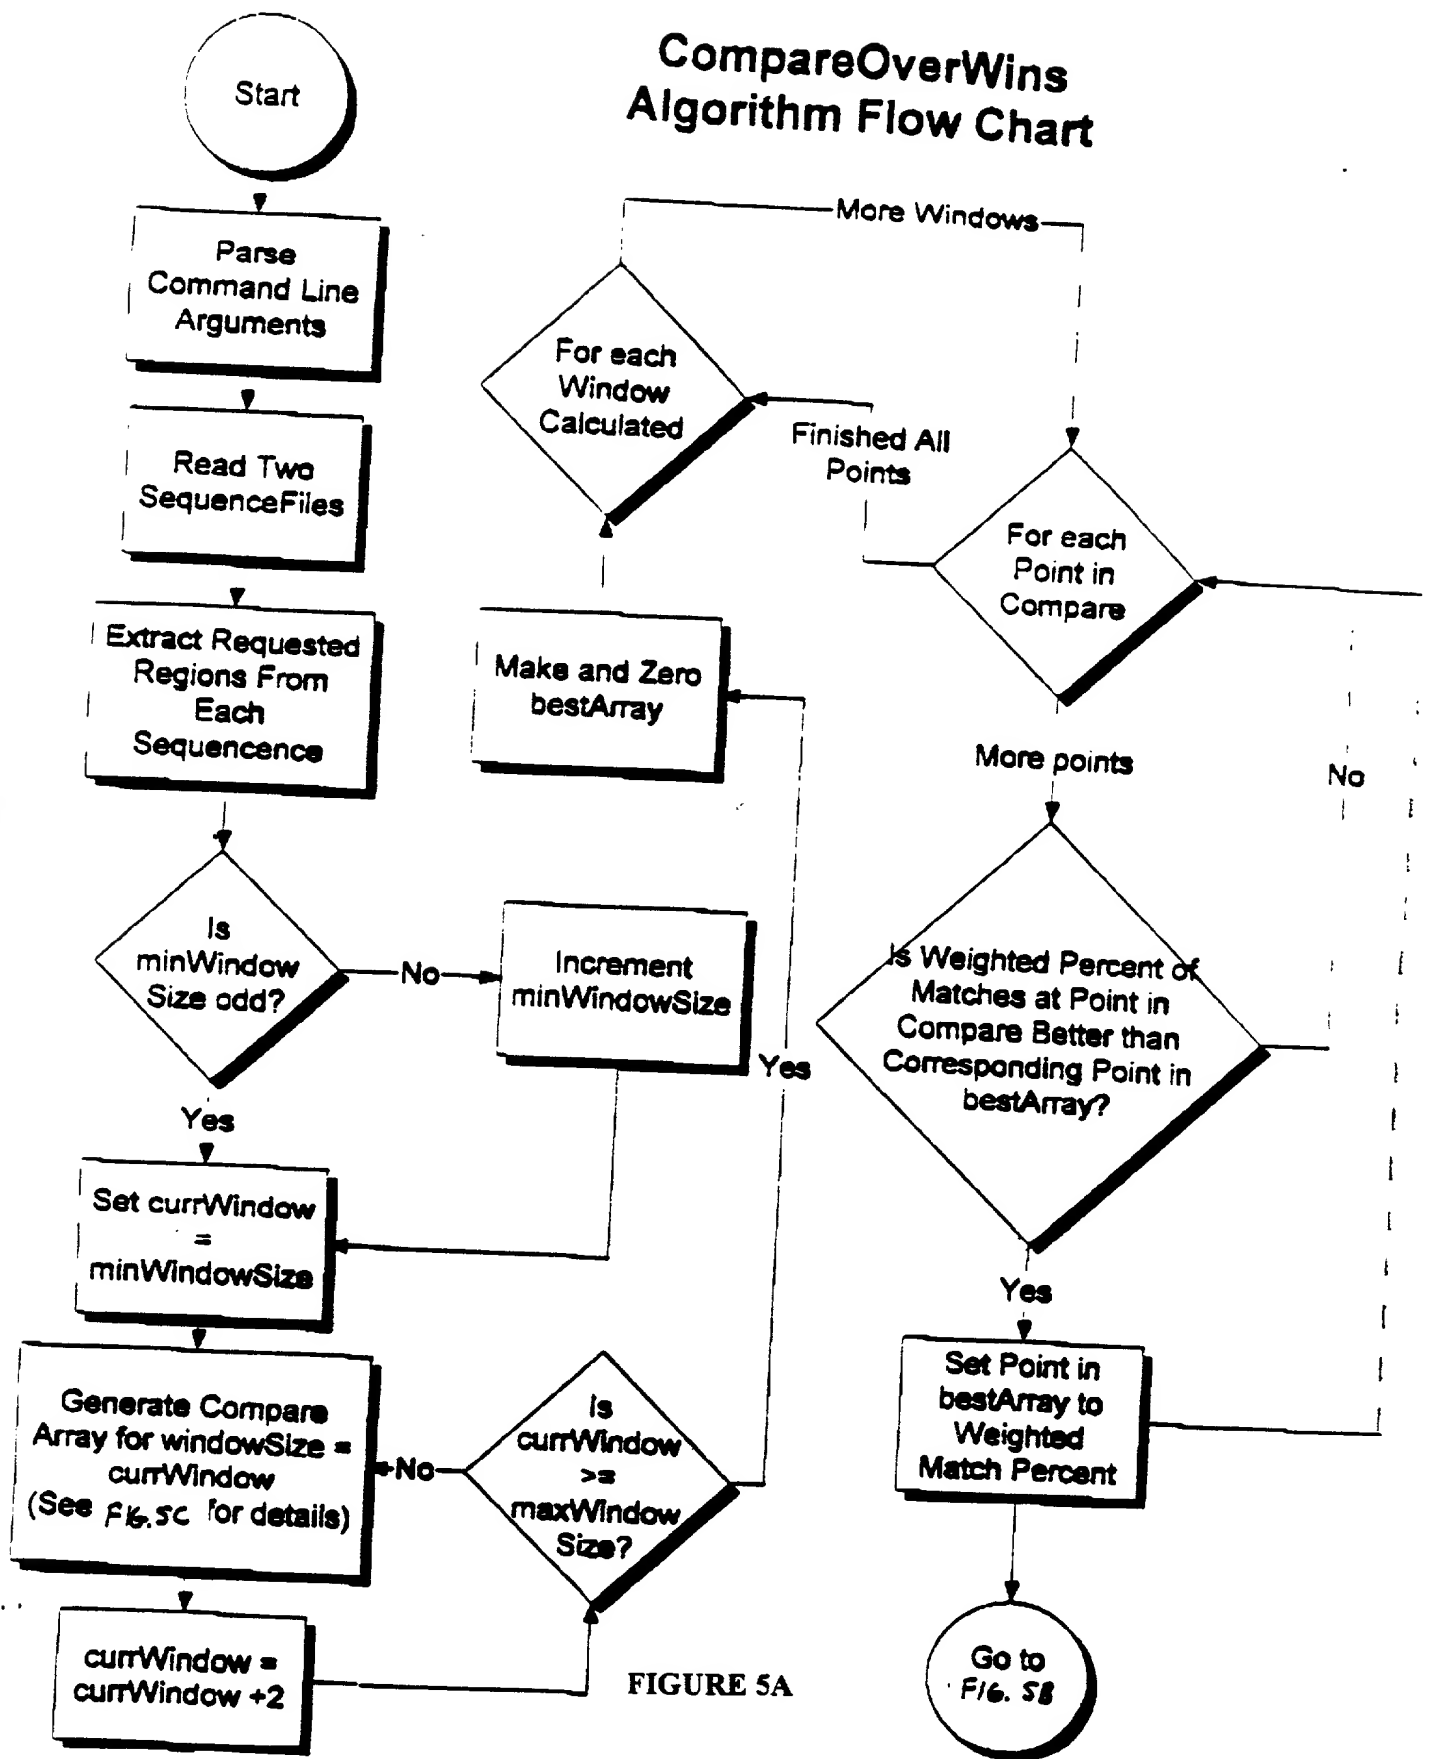 CompareOverWins
Algorithm Flow Chart
Start
Parse
Command Line
Arguments
Read Two
SequenceFiles
Extract Requested
Regions From
Each
Sequencence
Is
minWindow
Size odd?
No
Increment
minWindowSize
Yes
Set currWindow
=
minWindowSize
Generate Compare
Array for windowSize =
currWindow
(See FIG. 5C for details)
currWindow =
currWindow +2
Is
currWindow
>=
maxWindow
Size?
No
Yes
Make and Zero
bestArray
For each
Window
Calculated
More Windows
Finished All
Points
For each
Point in
Compare
More points
Is Weighted Percent of
Matches at Point in
Compare Better than
Corresponding Point in
bestArray?
No
Yes
Set Point in
bestArray to
Weighted
Match Percent
Go to
FIG. 5B
FIGURE 5A